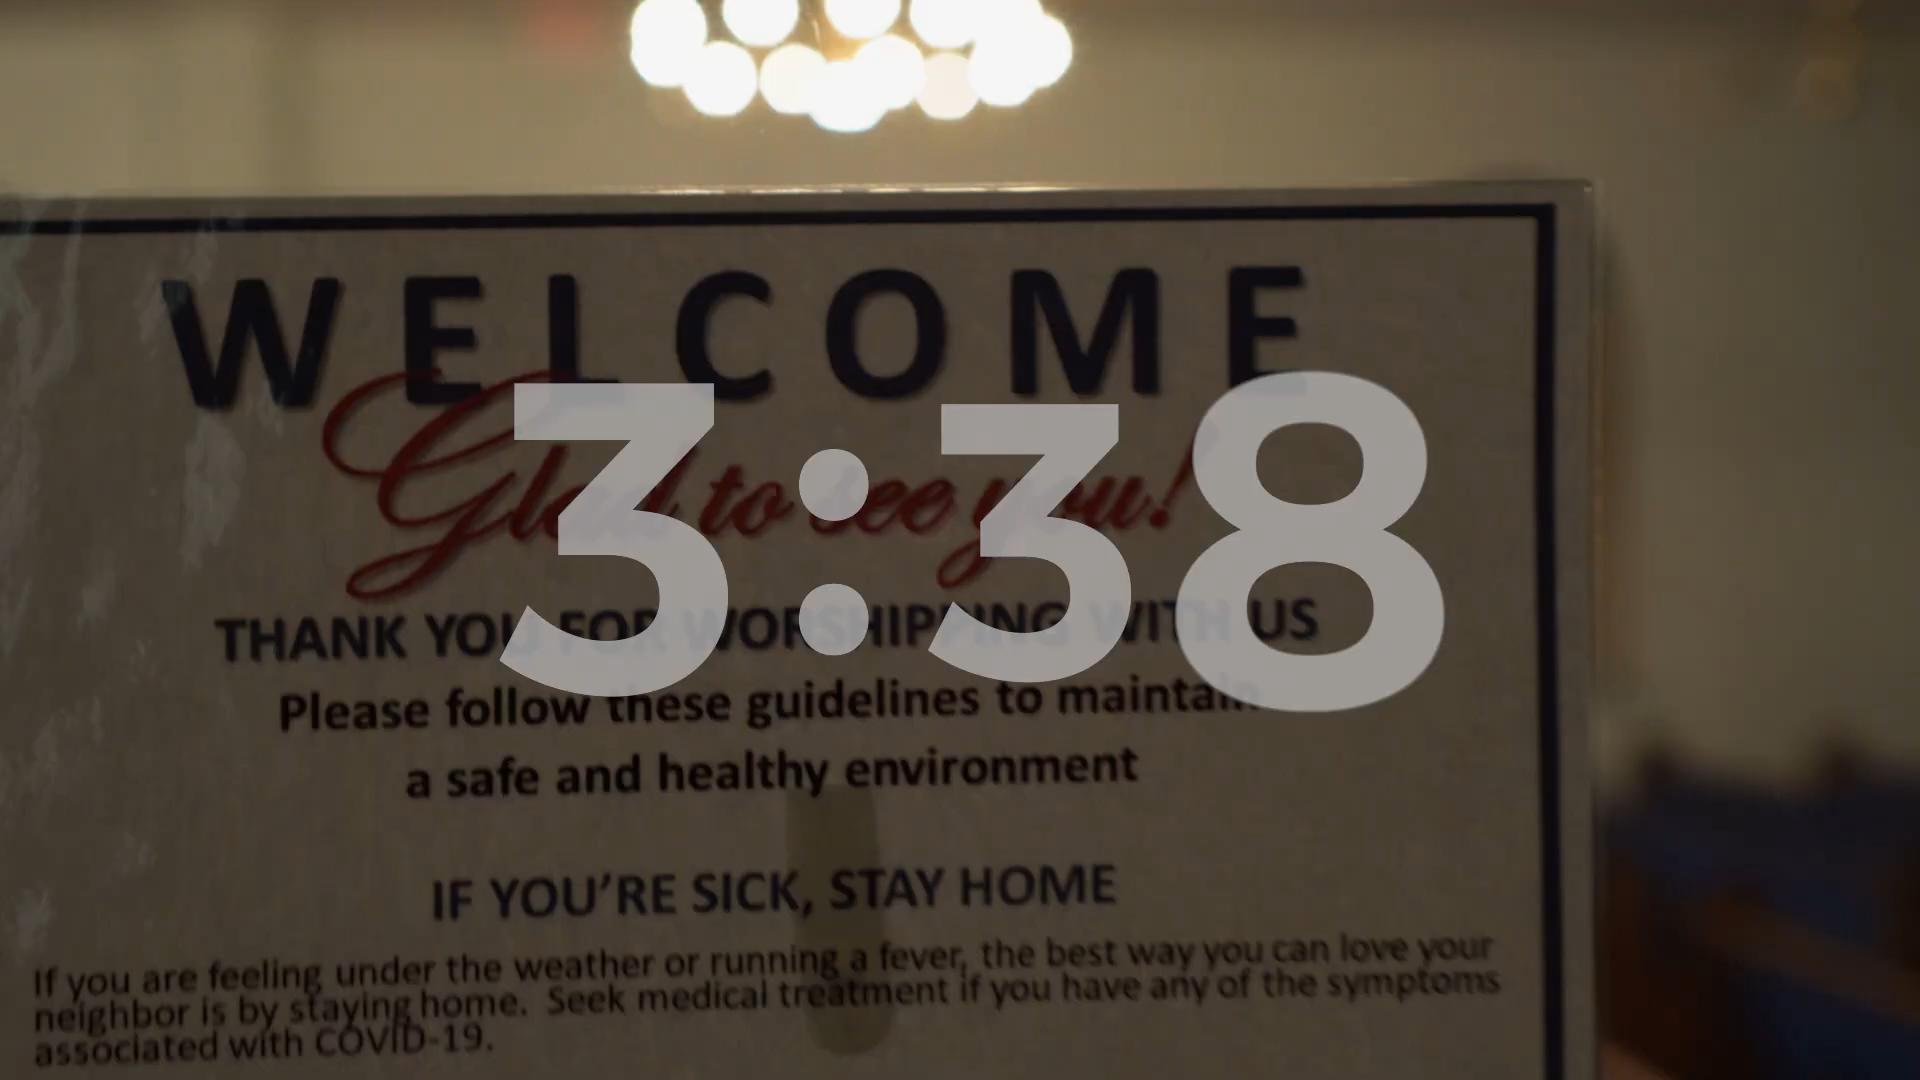 WELCOME
Glad to see you!
3:38
THANK YOU FOR WORSHIPPING WITH US
Please follow these guidelines to maintain
a safe and healthy environment
IF YOU'RE SICK, STAY HOME
If you are feeling under the weather or running a fever, the best way you can love your
neighbor is by staying home. Seek medical treatment if you have any of the symptoms
associated with COVID-19.